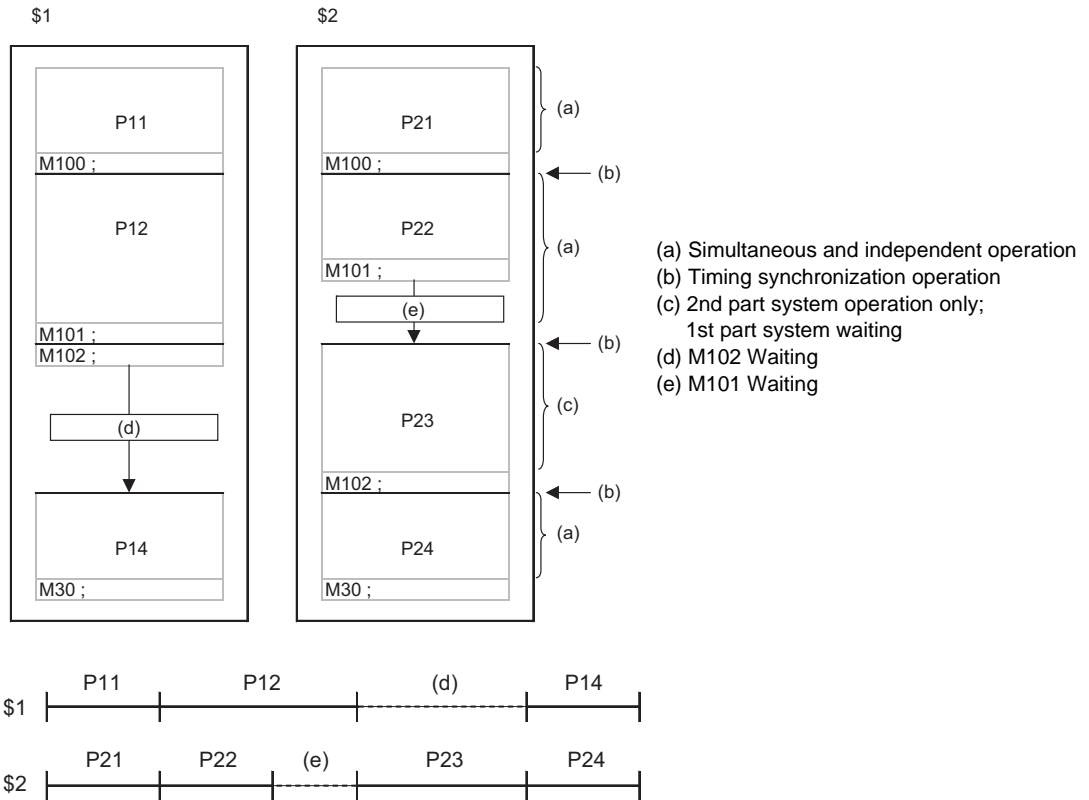 $1
P11
M100 ;
P12
M101 ;
M102 ;
(d)
P14
M30 ;
$2
P21
M100 ;
P22
M101 ;
(e)
P23
M102 ;
P24
M30 ;
(a)
(b)
(a)
(b)
(c)
(b)
(a)
(a) Simultaneous and independent operation
(b) Timing synchronization operation
(c) 2nd part system operation only;
1st part system waiting
(d) M102 Waiting
(e) M101 Waiting
P11 P12 (d) P14
$1
P21 P22 (e) P23 P24
$2